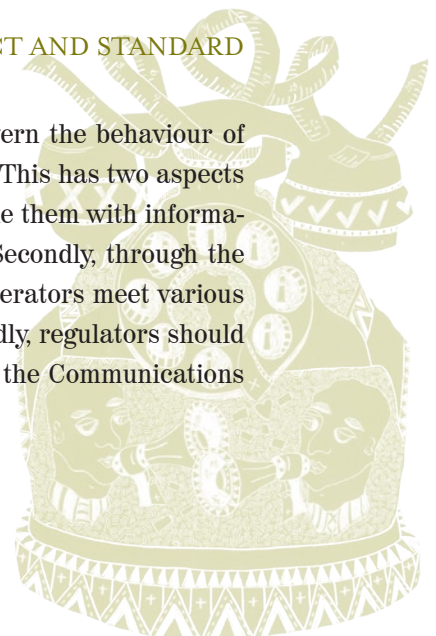 CT AND STANDARD
ern the behaviour of
This has two aspects
e them with informa-
Secondly, through the
erators meet various
dly, regulators should
the Communications